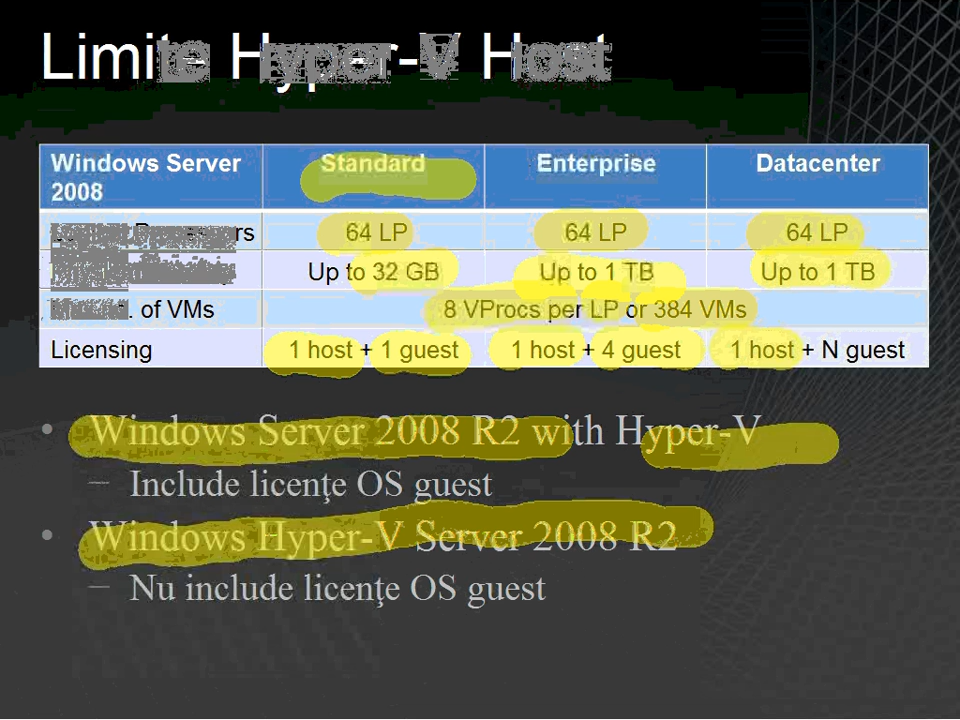 Limite Hyper-V Host
Windows Server 2008 Standard Enterprise Datacenter
64 LP 64 LP 64 LP
Up to 32 GB Up to 1 TB Up to 1 TB
of VMs 8 VProcs per LP or 384 VMs
Licensing 1 host + 1 guest 1 host + 4 guest 1 host + N guest
• Windows Server 2008 R2 with Hyper-V
– Include licenţe OS guest
• Windows Hyper-V Server 2008 R2
– Nu include licenţe OS guest